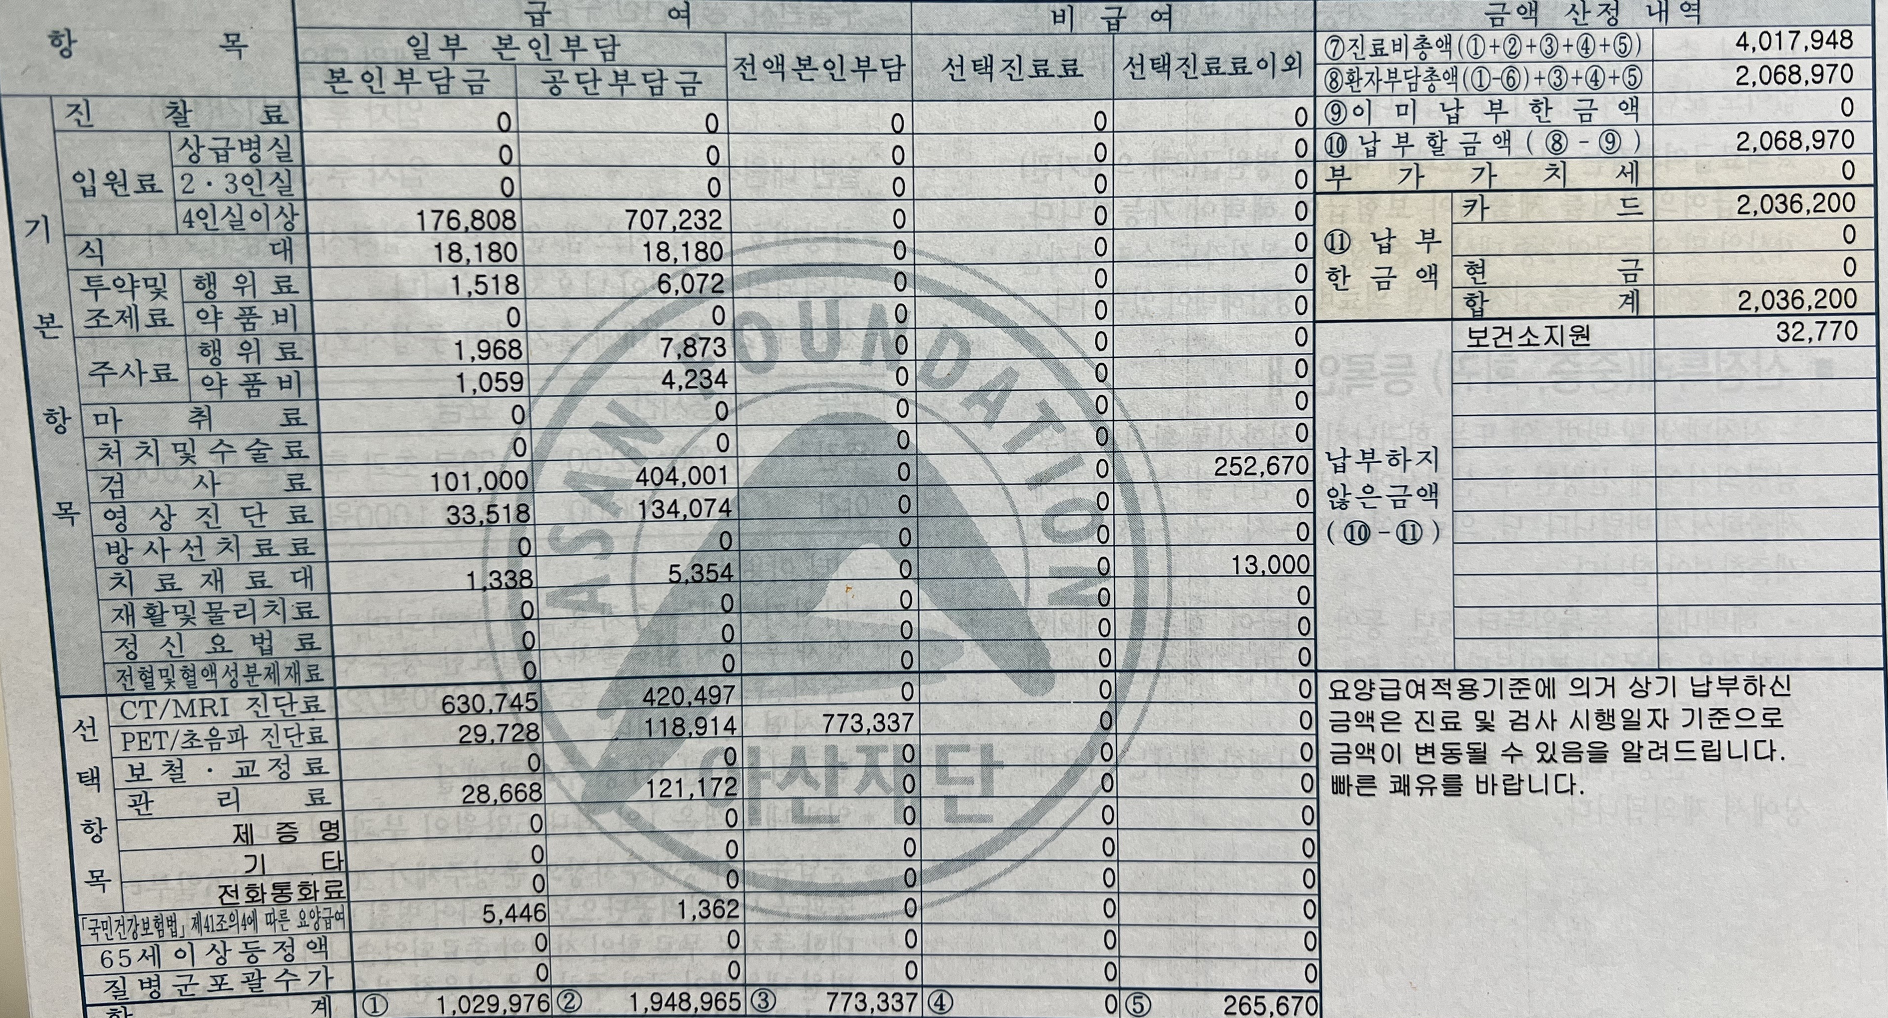 항 목 급 여 비 급 여 금액 산정 내역
일부 본인부담 전액본인부담 선택진료료 선택진료료이외
본인부담금 공단부담금
⑦진료비총액(①+②+③+④+⑤) 4,017,948
⑧환자부담총액(①-⑥)+③+④+⑤ 2,068,970
⑨이 미 납 부 한 금 액 0
⑩ 납 부 할 금 액 ( ⑧ - ⑨ ) 2,068,970
부 가 가 치 세 0
⑪ 납 부 한 금 액
카 드 2,036,200
0
현 금 0
합 계 2,036,200
납부하지 않은금액 ( ⑩ - ⑪ )
보건소지원 32,770
기 본 항 목
진 찰 료 0 0 0 0 0
입원료 상급병실 0 0 0 0 0
2 · 3인실 0 0 0 0 0
4인실이상 176,808 707,232 0 0 0
식 대 18,180 18,180 0 0 0
투약및 조제료 행 위 료 1,518 6,072 0 0 0
약 품 비 0 0 0 0 0
주사료 행 위 료 1,968 7,873 0 0 0
약 품 비 1,059 4,234 0 0 0
마 취 료 0 0 0 0 0
처 치 및 수 술 료 0 0 0 0 0
검 사 료 101,000 404,001 0 0 252,670
영 상 진 단 료 33,518 134,074 0 0 0
방 사 선 치 료 료 0 0 0 0 0
치 료 재 료 대 1,338 5,354 0 0 13,000
재 활 및 물 리 치 료 0 0 0 0 0
정 신 요 법 료 0 0 0 0 0
전혈및혈액성분제재료 0 0 0 0 0
선 택 항 목
CT/MRI 진단료 630,745 420,497 0 0 0
PET/초음파 진단료 29,728 118,914 773,337 0 0
보 철 · 교 정 료 0 0 0 0 0
관 리 료 28,668 121,172 0 0 0
제 증 명 0 0 0 0 0
기 타 0 0 0 0 0
전화통화료 0 0 0 0 0
「국민건강보험법」 제41조의4에 따른 요양급여 5,446 1,362 0 0 0
65 세 이 상 등 정 액 0 0 0 0 0
질 병 군 포 괄 수 가 0 0 0 0 0
합 계 ① 1,029,976 ② 1,948,965 ③ 773,337 ④ 0 ⑤ 265,670
요양급여적용기준에 의거 상기 납부하신
금액은 진료 및 검사 시행일자 기준으로
금액이 변동될 수 있음을 알려드립니다.
빠른 쾌유를 바랍니다.
ASAN FOUNDATION
아산재단